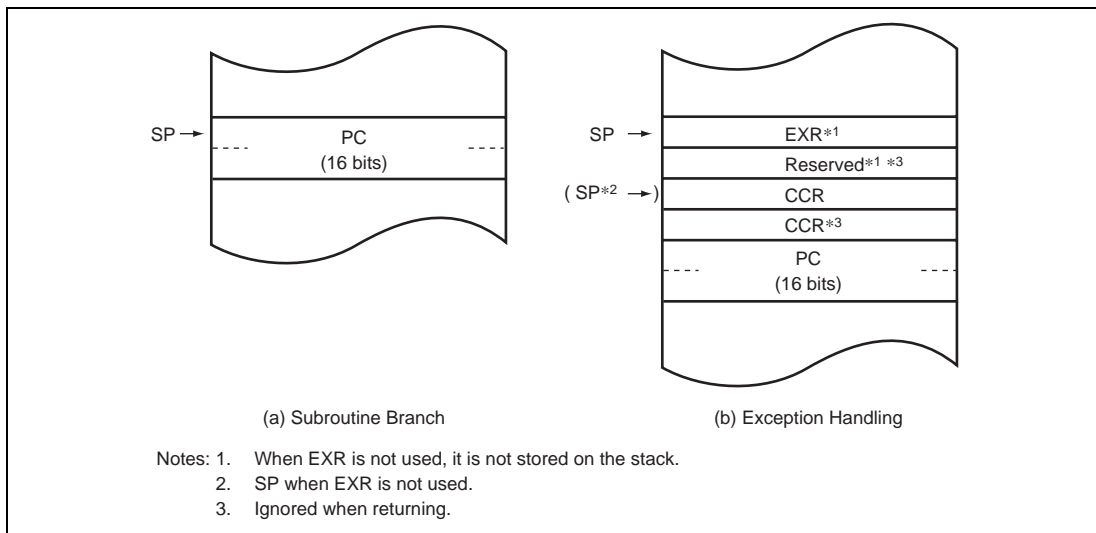 SP
PC
(16 bits)
(a) Subroutine Branch
SP
EXR*1
Reserved*1 *3
( SP*2 )
CCR
CCR*3
PC
(16 bits)
(b) Exception Handling
Notes: 1. When EXR is not used, it is not stored on the stack.
2. SP when EXR is not used.
3. Ignored when returning.